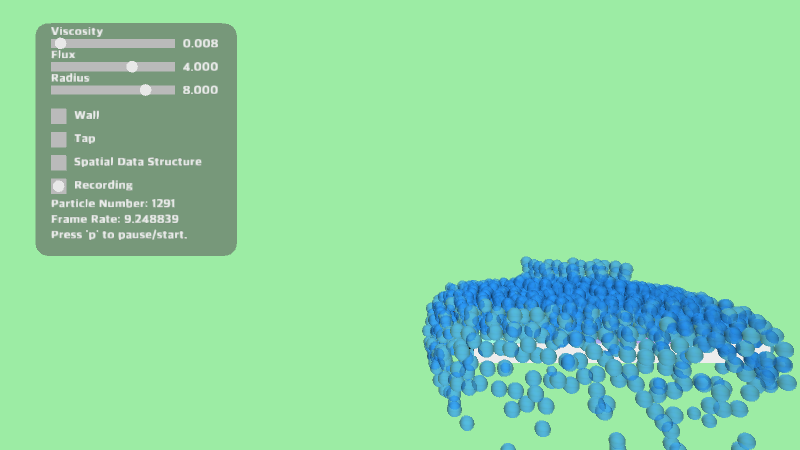 Viscosity
0.008
Flux
4.000
Radius
8.000
Wall
Tap
Spatial Data Structure
Recording
Particle Number: 1291
Frame Rate: 9.248839
Press 'p' to pause/start.